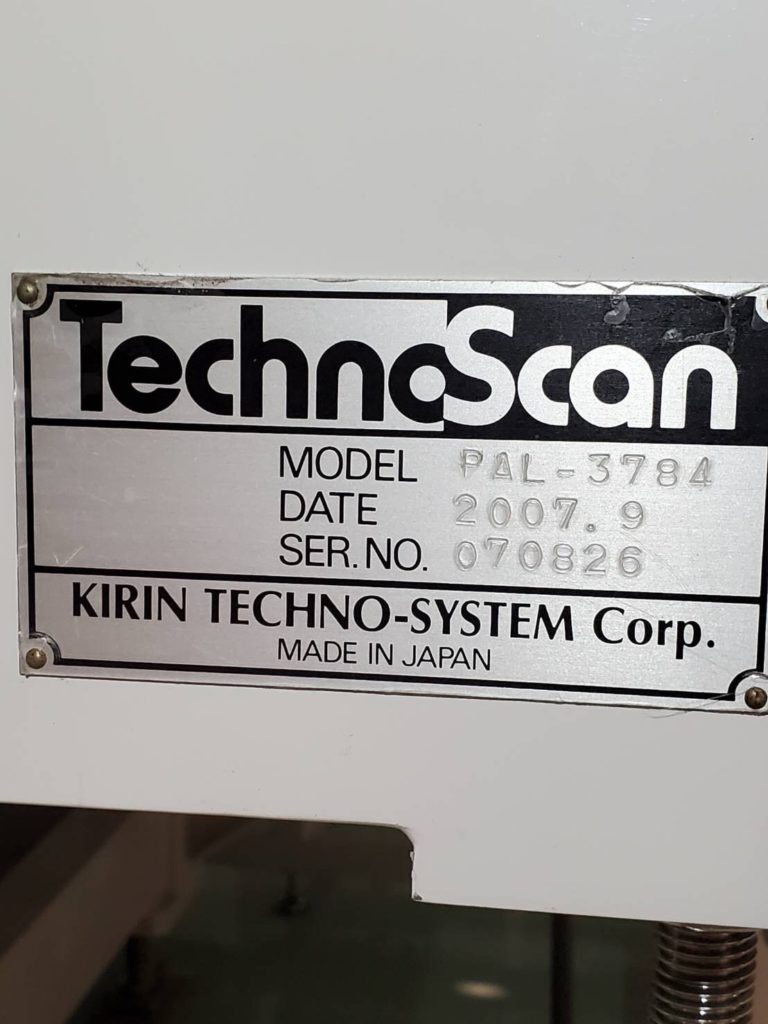 TechnoScan
MODEL PAL-3784
DATE 2007.9
SER.NO. 070826
KIRIN TECHNO-SYSTEM Corp.
MADE IN JAPAN